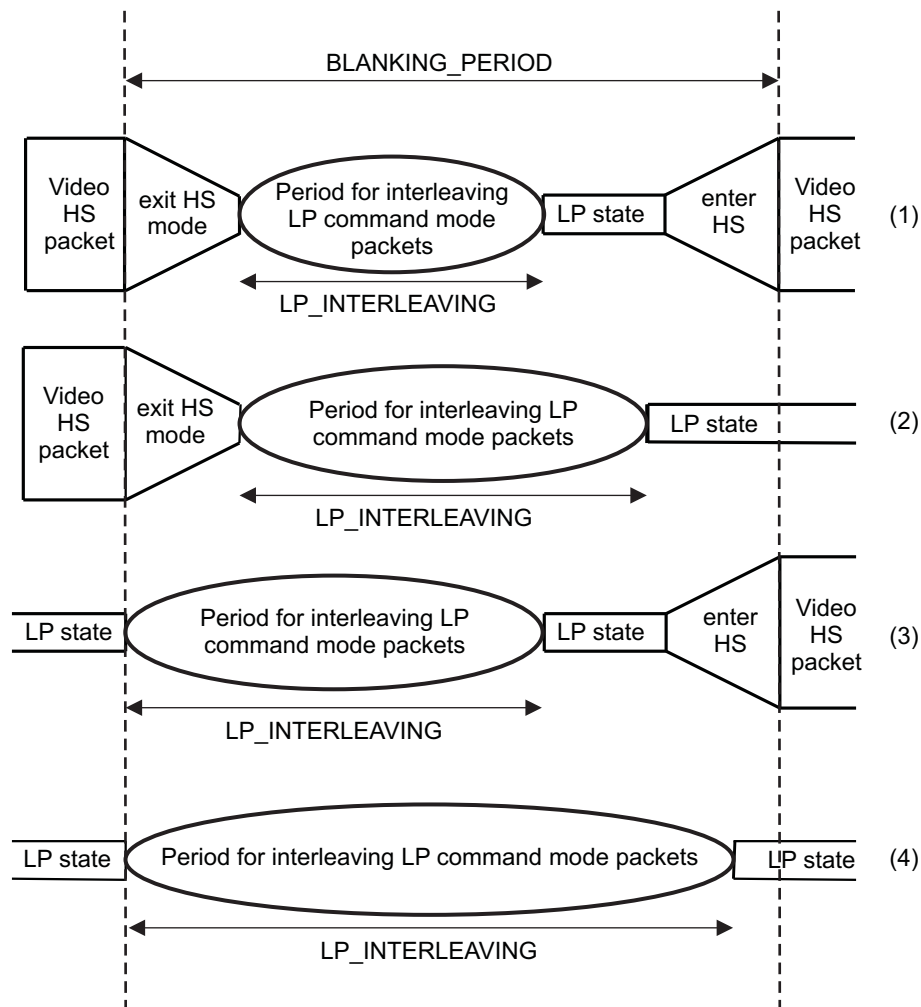 BLANKING_PERIOD
Video
HS
packet
exit HS
mode
Period for interleaving
LP command mode
packets
LP state
enter
HS
Video
HS
packet
(1)
LP_INTERLEAVING
Video
HS
packet
exit HS
mode
Period for interleaving LP
command mode packets
LP state
(2)
LP_INTERLEAVING
LP state
Period for interleaving LP
command mode packets
LP state
enter
HS
Video
HS
packet
(3)
LP_INTERLEAVING
LP state
Period for interleaving LP command mode packets
LP state
(4)
LP_INTERLEAVING